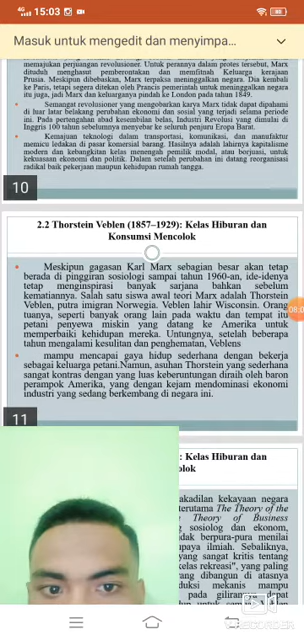 15:03
Masuk untuk mengedit dan menyimpa...
memajukan perjuangan revolusioner. Untuk perannya dalam protes tersebut, Marx
dituduh menghasut pemberontakan dan memfitnah Keluarga kerajaan
Prusia. Meskipun dibebaskan, Marx terpaksa meninggalkan negara. Dia kembali
ke Paris, tetapi segera ditekan oleh Prancis pemerintah untuk meninggalkan negara
itu juga, jadi Marx dan keluarganya pindah ke London pada tahun 1849.
Semangat revolusioner yang mengobarkan karya Marx tidak dapat dipahami
di luar latar belakang perubahan ekonomi dan sosial yang terjadi selama periode
ini. Pada pertengahan abad kesembilan belas, Industri Revolusi yang dimulai di
Inggris 100 tahun sebelumnya menyebar ke seluruh penjuru Eropa Barat.
Kemajuan teknologi dalam transportasi, komunikasi, dan manufaktur
memicu ledakan di pasar komersial barang. Hasilnya adalah lahirnya kapitalisme
modern dan kebangkitan kelas menengah pemilik modal, atau borjuasi, untuk
kekuasaan ekonomi dan politik. Dalam setelah perubahan ini datang reorganisasi
radikal baik pekerjaan maupun kehidupan rumah tangga.
10
2.2 Thorstein Veblen (1857–1929): Kelas Hiburan dan
Konsumsi Mencolok
Meskipun gagasan Karl Marx sebagian besar akan tetap
berada di pinggiran sosiologi sampai tahun 1960-an, ide-idenya
tetap menginspirasi banyak sarjana bahkan sebelum
kematiannya. Salah satu siswa awal teori Marx adalah Thorstein
Veblen, putra imigran Norwegia. Veblen lahir Wisconsin. Orang
tuanya, seperti banyak orang lain pada waktu dan tempat itu
petani penyewa miskin yang datang ke Amerika untuk
memperbaiki kehidupan mereka. Untungnya, setelah beberapa
tahun mengalami kesulitan dan penghematan, Veblens
mampu mencapai gaya hidup sederhana dengan bekerja
sebagai keluarga petani.Namun, asuhan Thorstein yang sederhana
sangat kontras dengan yang luas keberuntungan diraih oleh baron
perampok Amerika, yang dengan kejam mendominasi ekonomi
industri yang sedang berkembang di negara ini.
11
: Kelas Hiburan dan
olok
akadilan kekayaan negara
terutama The Theory of the
Theory of Business
g sosiolog dan ekonom,
idak berpura-pura menilai
upaya ilmiah. Sebaliknya,
yang sangat kritis tentang
kelas rekreasi", yang paling
yang dibangun di atasnya
duksi mekanis mampu
pada gilirannya dapat
RECORDER